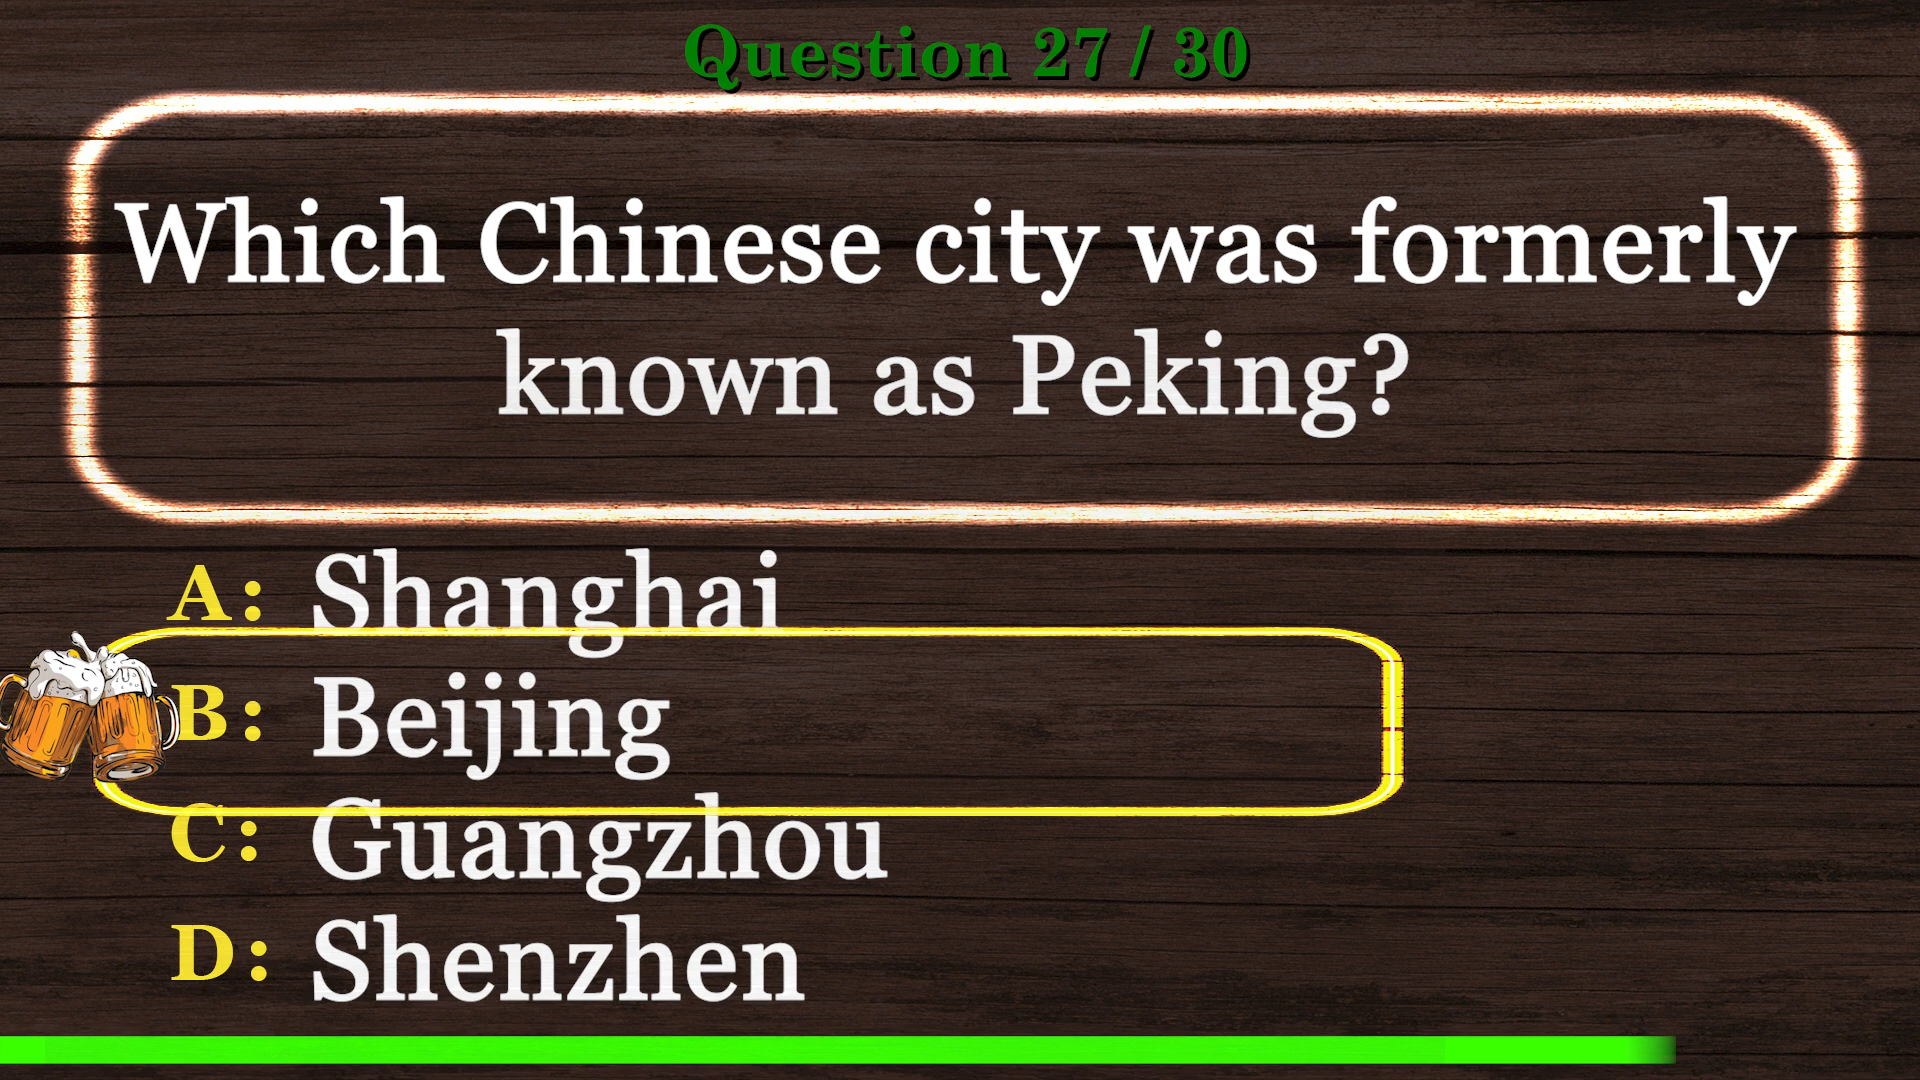 Question 27 / 30
Which Chinese city was formerly
known as Peking?
A: Shanghai
B: Beijing
C: Guangzhou
D: Shenzhen